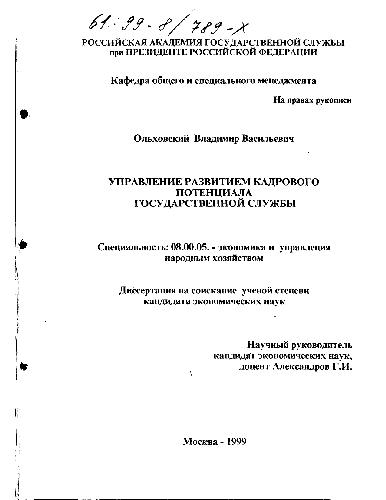 61:99-8/789-X
РОССИЙСКАЯ АКАДЕМИЯ ГОСУДАРСТВЕННОЙ СЛУЖБЫ
при ПРЕЗИДЕНТЕ РОССИЙСКОЙ ФЕДЕРАЦИИ
Кафедра общего и специального менеджмента
На правах рукописи
Ольховский Владимир Васильевич
УПРАВЛЕНИЕ РАЗВИТИЕМ КАДРОВОГО
ПОТЕНЦИАЛА
ГОСУДАРСТВЕННОЙ СЛУЖБЫ
Специальность: 08.00.05. - экономика и управления
народным хозяйством
Диссертация на соискание ученой степени
кандидата экономических наук
Научный руководитель
кандидат экономических наук,
доцент Александров Г.И.
Москва - 1999